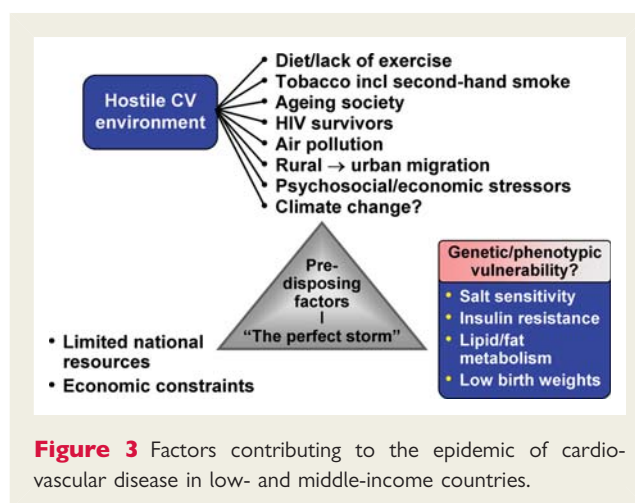 Hostile CV
environment
• Diet/lack of exercise
• Tobacco incl second-hand smoke
• Ageing society
• HIV survivors
• Air pollution
• Rural → urban migration
• Psychosocial/economic stressors
• Climate change?
Pre-
disposing
factors
–
"The perfect storm"
• Limited national
resources
• Economic constraints
Genetic/phenotypic
vulnerability?
• Salt sensitivity
• Insulin resistance
• Lipid/fat
metabolism
• Low birth weights
Figure 3 Factors contributing to the epidemic of cardio-
vascular disease in low- and middle-income countries.